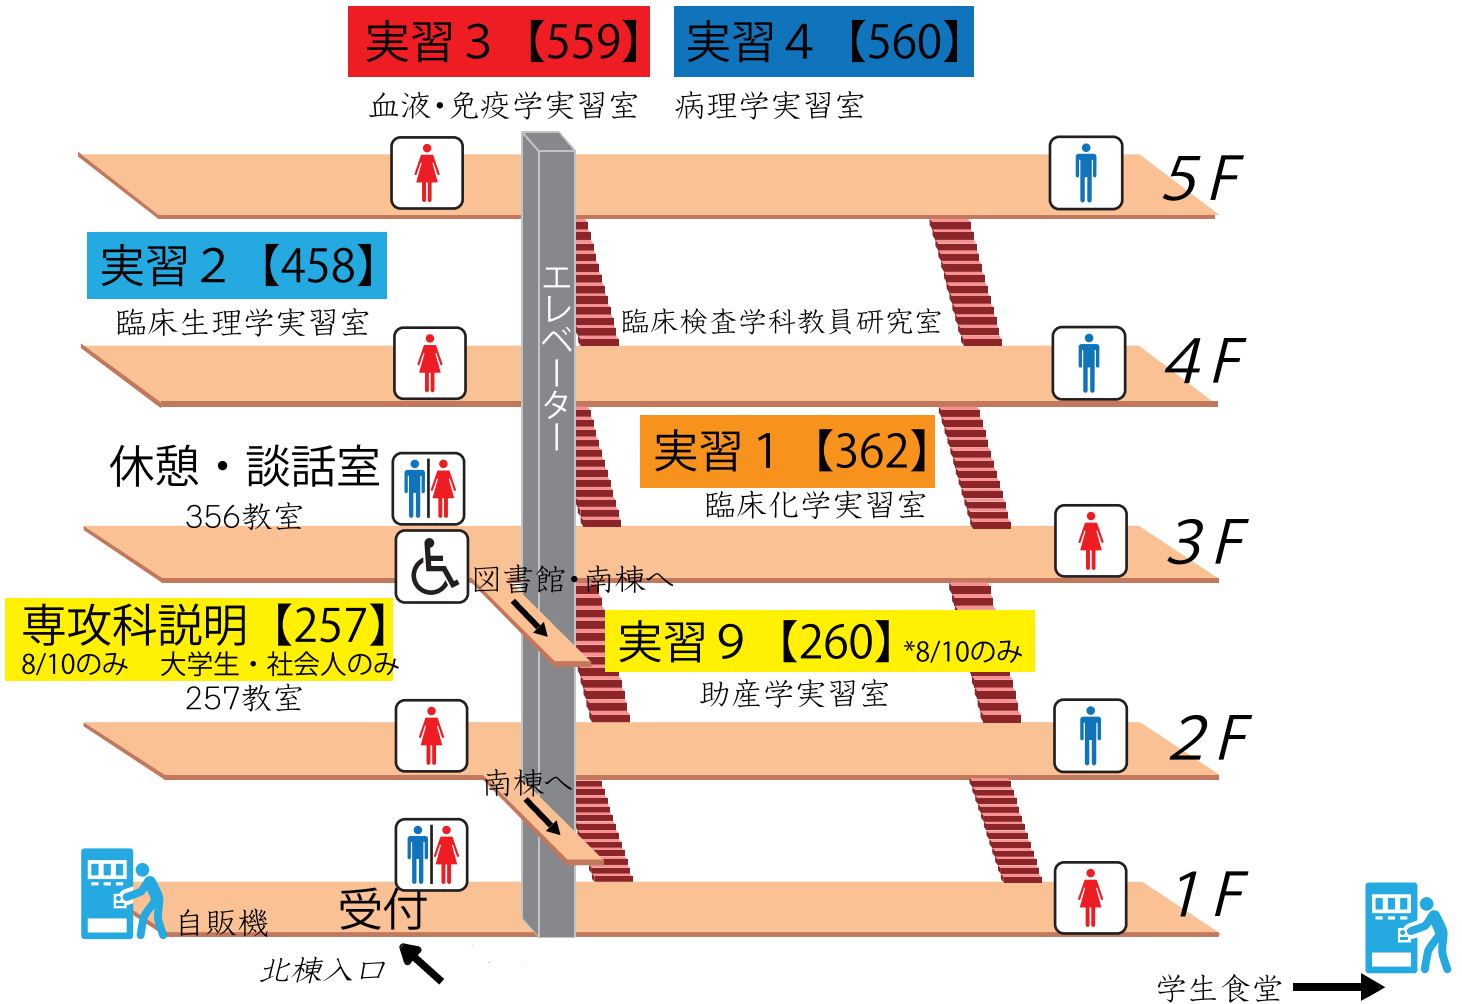 実習３【559】
実習４【560】
血液・免疫学実習室
病理学実習室
5F
実習２【458】
臨床生理学実習室
エレベーター
臨床検査学科教員研究室
4F
休憩・談話室
356教室
実習１【362】
臨床化学実習室
3F
図書館・南棟へ
専攻科説明【257】
8/10のみ　大学生・社会人のみ
257教室
実習９【260】*8/10のみ
助産学実習室
2F
南棟へ
1F
受付
自販機
北棟入口
学生食堂